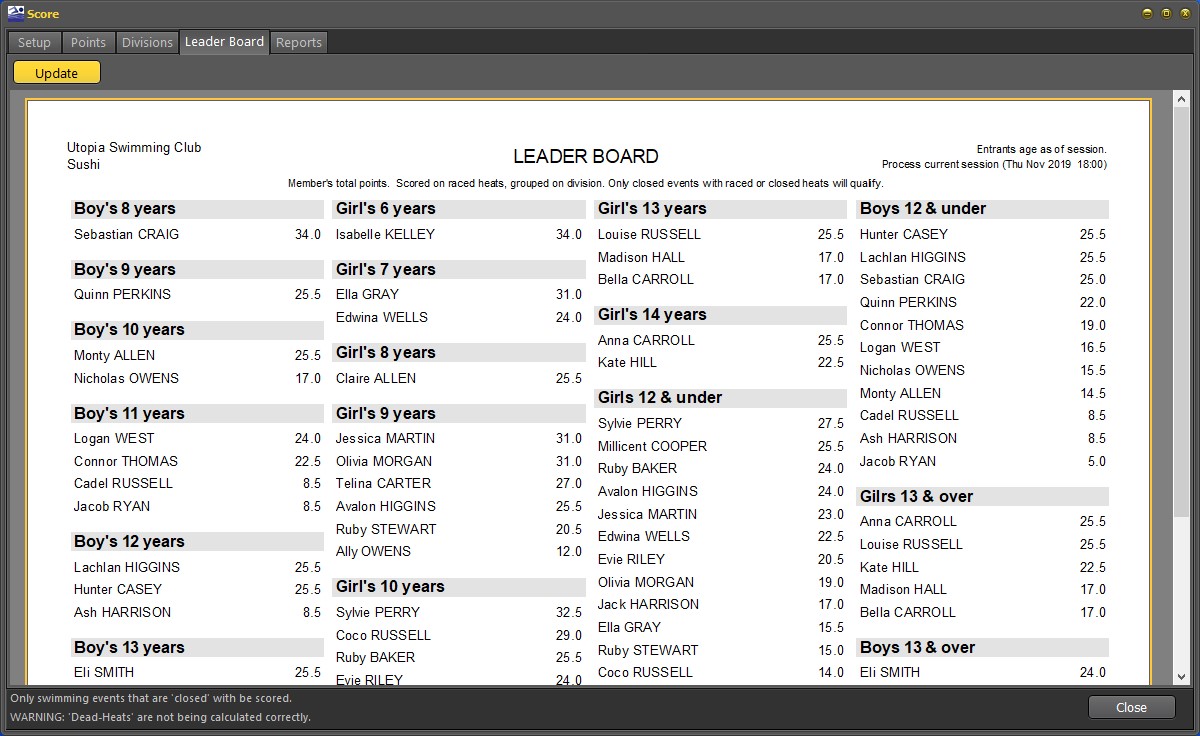 Score
Setup Points Divisions Leader Board Reports
Update
Utopia Swimming Club
Sushi
LEADER BOARD
Entrants age as of session.
Process current session (Thu Nov 2019 18:00)
Member's total points. Scored on raced heats, grouped on division. Only closed events with raced or closed heats will qualify.
Boy's 8 years
Sebastian CRAIG 34.0
Boy's 9 years
Quinn PERKINS 25.5
Boy's 10 years
Monty ALLEN 25.5
Nicholas OWENS 17.0
Boy's 11 years
Logan WEST 24.0
Connor THOMAS 22.5
Cadel RUSSELL 8.5
Jacob RYAN 8.5
Boy's 12 years
Lachlan HIGGINS 25.5
Hunter CASEY 25.5
Ash HARRISON 8.5
Boy's 13 years
Eli SMITH 25.5
Girl's 6 years
Isabelle KELLEY 34.0
Girl's 7 years
Ella GRAY 31.0
Edwina WELLS 24.0
Girl's 8 years
Claire ALLEN 25.5
Girl's 9 years
Jessica MARTIN 31.0
Olivia MORGAN 31.0
Telina CARTER 27.0
Avalon HIGGINS 25.5
Ruby STEWART 20.5
Ally OWENS 12.0
Girl's 10 years
Sylvie PERRY 32.5
Coco RUSSELL 29.0
Ruby BAKER 25.5
Evie RILEY 24.0
Girl's 13 years
Louise RUSSELL 25.5
Madison HALL 17.0
Bella CARROLL 17.0
Girl's 14 years
Anna CARROLL 25.5
Kate HILL 22.5
Girls 12 & under
Sylvie PERRY 27.5
Millicent COOPER 25.5
Ruby BAKER 24.0
Avalon HIGGINS 24.0
Jessica MARTIN 23.0
Edwina WELLS 22.5
Evie RILEY 20.5
Olivia MORGAN 19.0
Jack HARRISON 17.0
Ella GRAY 15.5
Ruby STEWART 15.0
Coco RUSSELL 14.0
Boys 12 & under
Hunter CASEY 25.5
Lachlan HIGGINS 25.5
Sebastian CRAIG 25.0
Quinn PERKINS 22.0
Connor THOMAS 19.0
Logan WEST 16.5
Nicholas OWENS 15.5
Monty ALLEN 14.5
Cadel RUSSELL 8.5
Ash HARRISON 8.5
Jacob RYAN 5.0
Gilrs 13 & over
Anna CARROLL 25.5
Louise RUSSELL 25.5
Kate HILL 22.5
Madison HALL 17.0
Bella CARROLL 17.0
Boys 13 & over
Eli SMITH 24.0
Only swimming events that are 'closed' with be scored.
WARNING: 'Dead-Heats' are not being calculated correctly.
Close